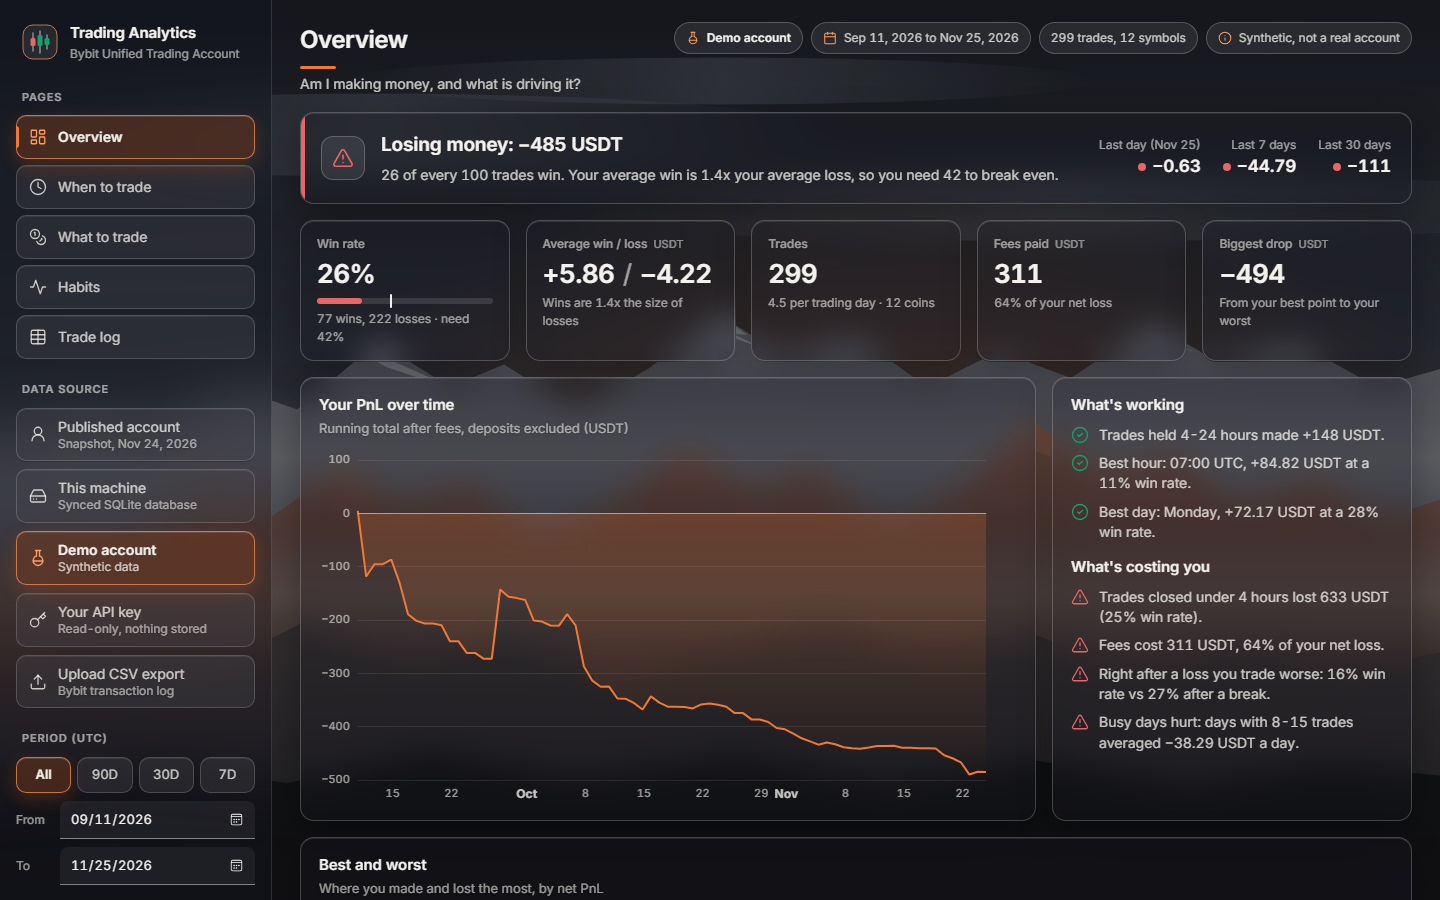 Trading Analytics
Bybit Unified Trading Account
PAGES
Overview
When to trade
What to trade
Habits
Trade log
DATA SOURCE
Published account
Snapshot, Nov 24, 2026
This machine
Synced SQLite database
Demo account
Synthetic data
Your API key
Read-only, nothing stored
Upload CSV export
Bybit transaction log
PERIOD (UTC)
All 90D 30D 7D
From 09/11/2026
To 11/25/2026
Overview
Am I making money, and what is driving it?
Demo account
Sep 11, 2026 to Nov 25, 2026
299 trades, 12 symbols
Synthetic, not a real account
Losing money: −485 USDT
26 of every 100 trades win. Your average win is 1.4x your average loss, so you need 42 to break even.
Last day (Nov 25)
−0.63
Last 7 days
−44.79
Last 30 days
−111
Win rate
26%
77 wins, 222 losses · need
42%
Average win / loss USDT
+5.86 / −4.22
Wins are 1.4x the size of
losses
Trades
299
4.5 per trading day · 12 coins
Fees paid USDT
311
64% of your net loss
Biggest drop USDT
−494
From your best point to your
worst
Your PnL over time
Running total after fees, deposits excluded (USDT)
100
0
−100
−200
−300
−400
−500
15 22 Oct 8 15 22 29 Nov 8 15 22
What's working
Trades held 4-24 hours made +148 USDT.
Best hour: 07:00 UTC, +84.82 USDT at a
11% win rate.
Best day: Monday, +72.17 USDT at a 28%
win rate.
What's costing you
Trades closed under 4 hours lost 633 USDT
(25% win rate).
Fees cost 311 USDT, 64% of your net loss.
Right after a loss you trade worse: 16% win
rate vs 27% after a break.
Busy days hurt: days with 8-15 trades
averaged −38.29 USDT a day.
Best and worst
Where you made and lost the most, by net PnL